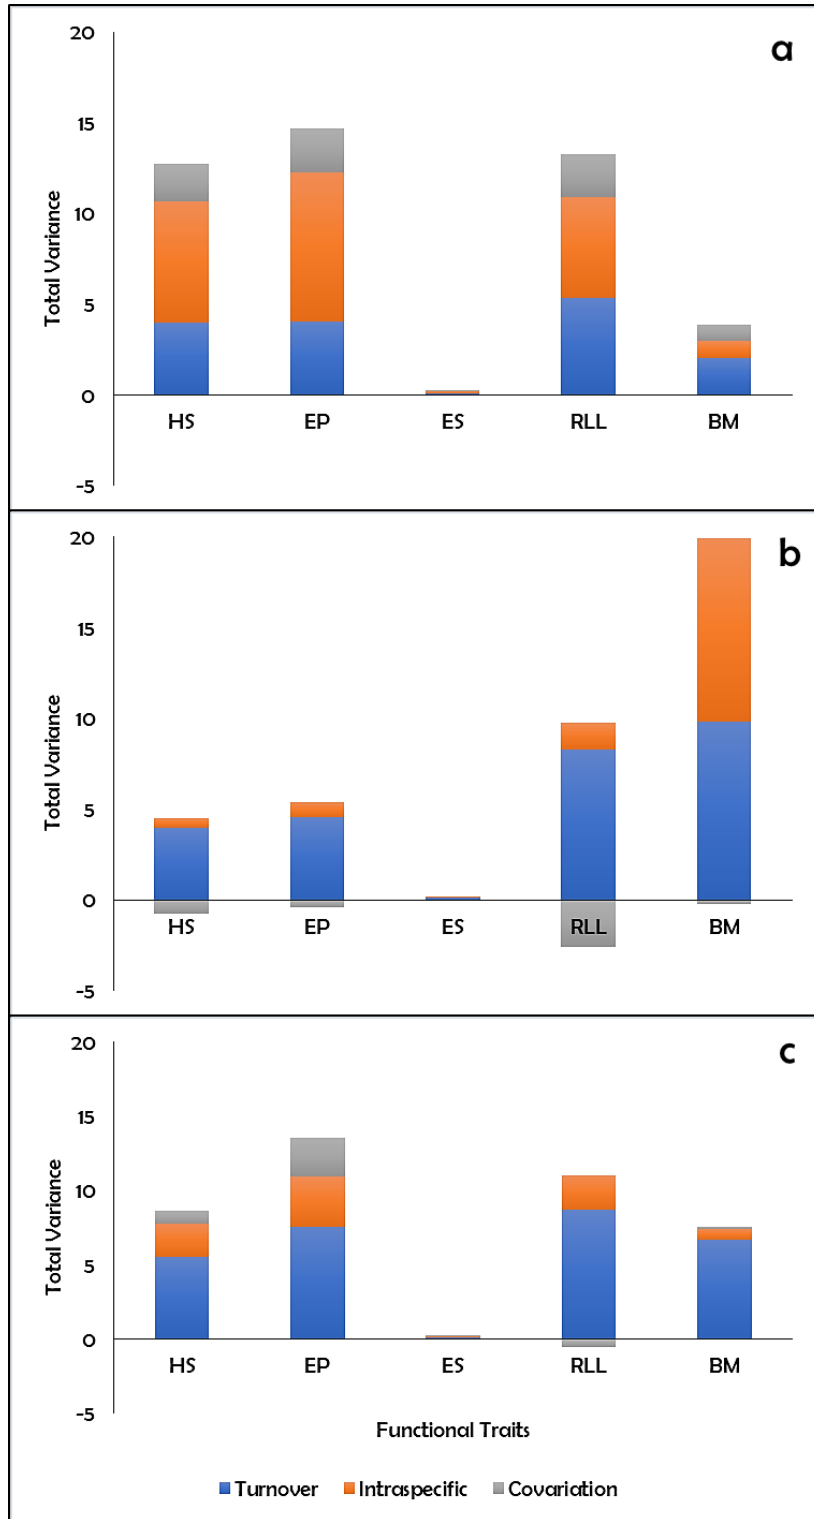 a
20
15
10
5
0
-5
Total Variance
HS EP ES RLL BM
b
20
15
10
5
0
-5
Total Variance
HS EP ES RLL BM
c
20
15
10
5
0
-5
Total Variance
HS EP ES RLL BM
Functional Traits
Turnover Intraspecific Covariation